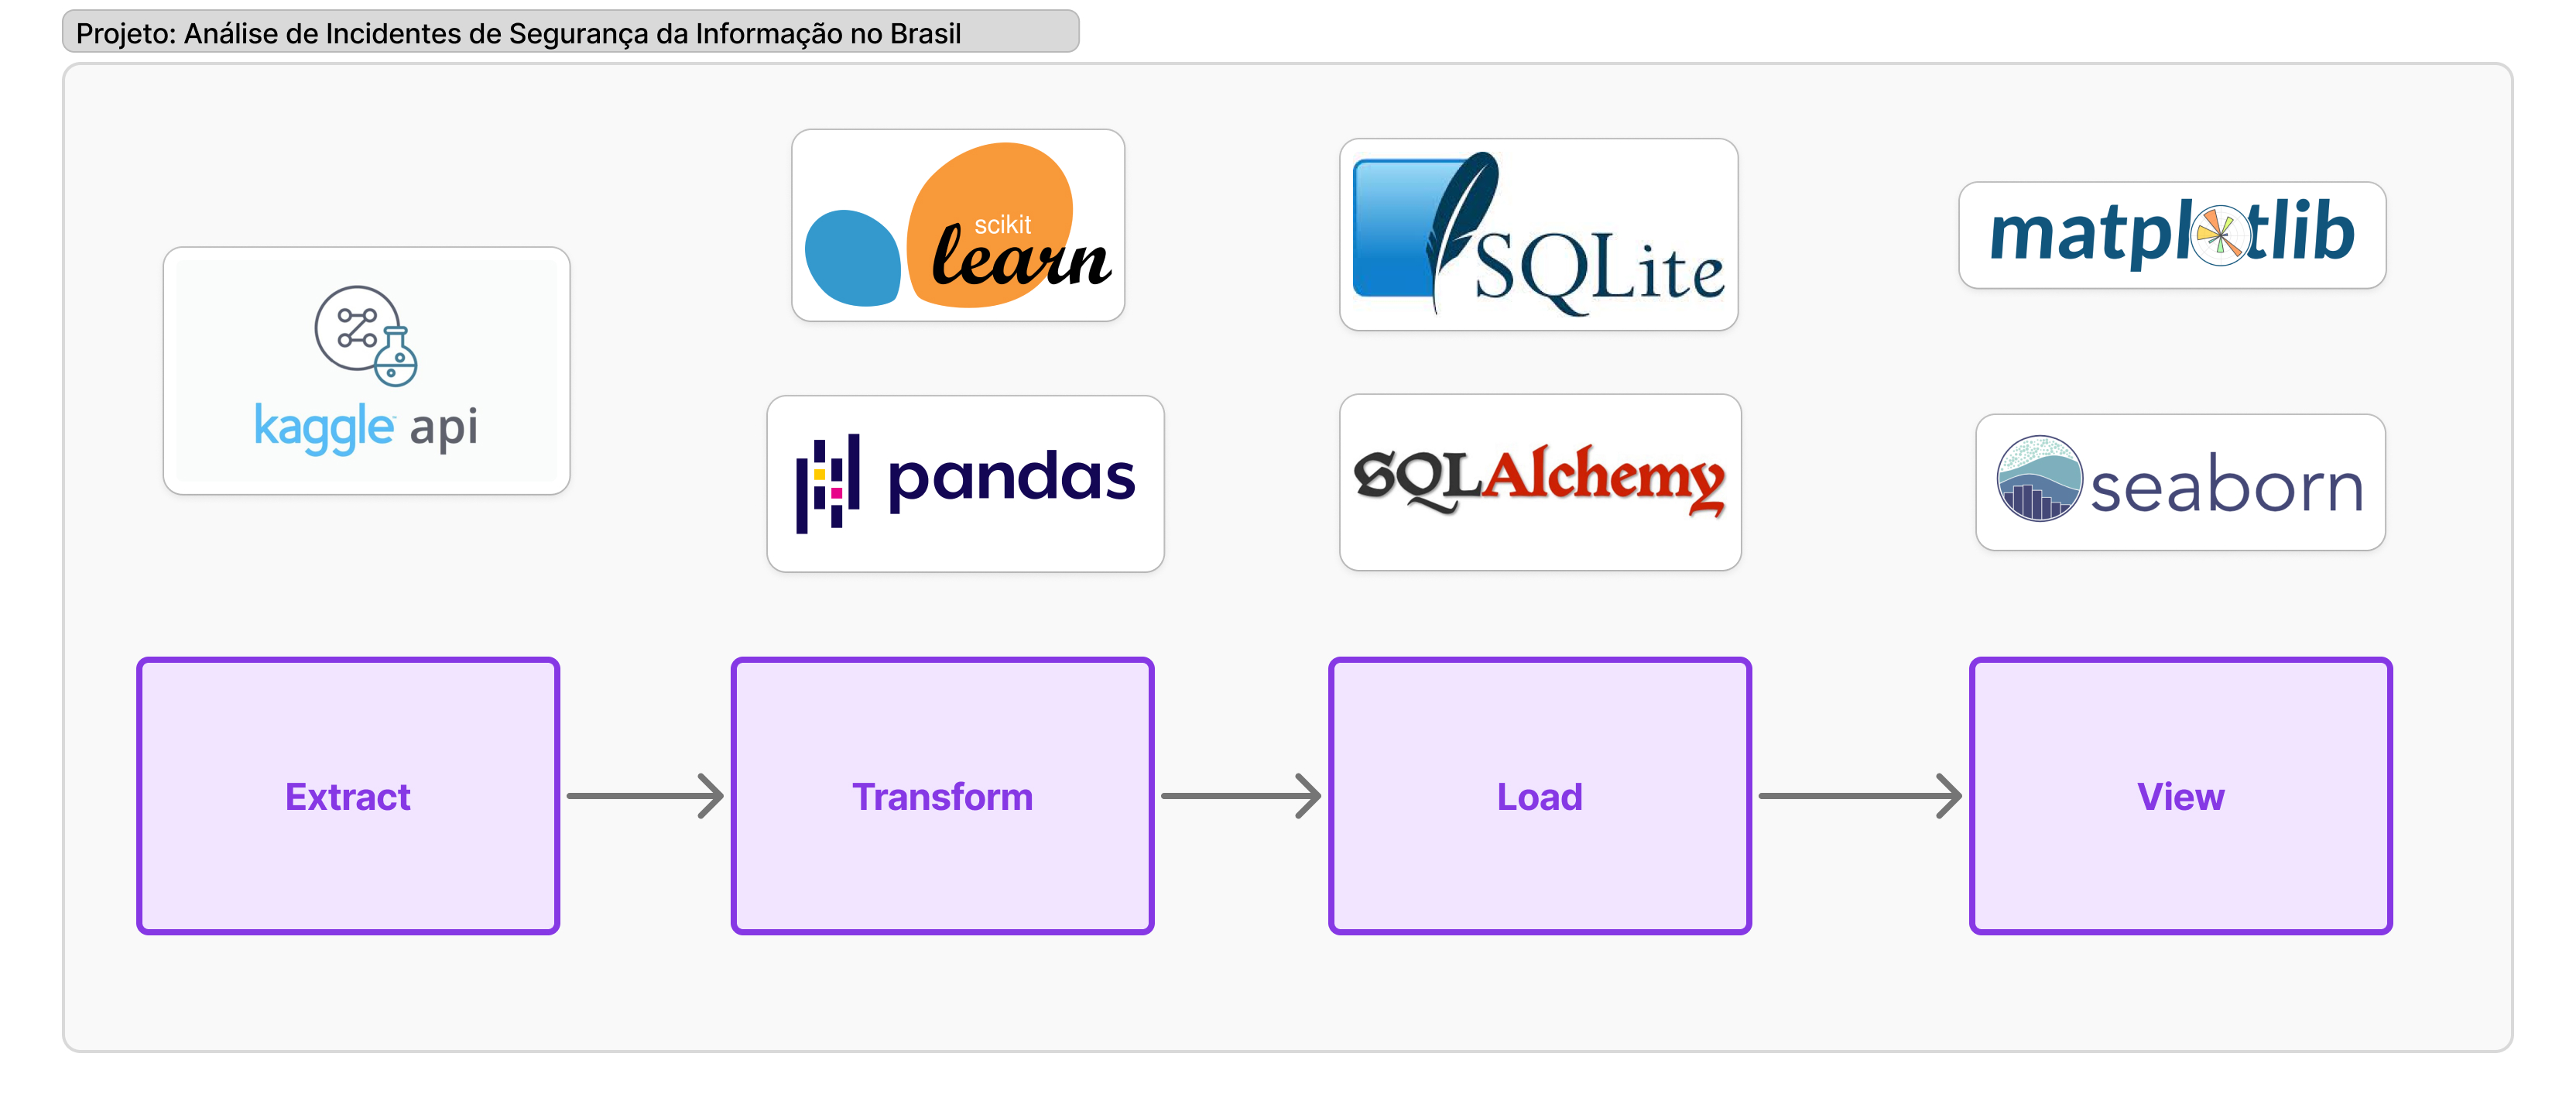 Projeto: Análise de Incidentes de Segurança da Informação no Brasil
kaggle api
scikit
learn
pandas
SQLite
SQLAlchemy
matplotlib
seaborn
Extract
Transform
Load
View